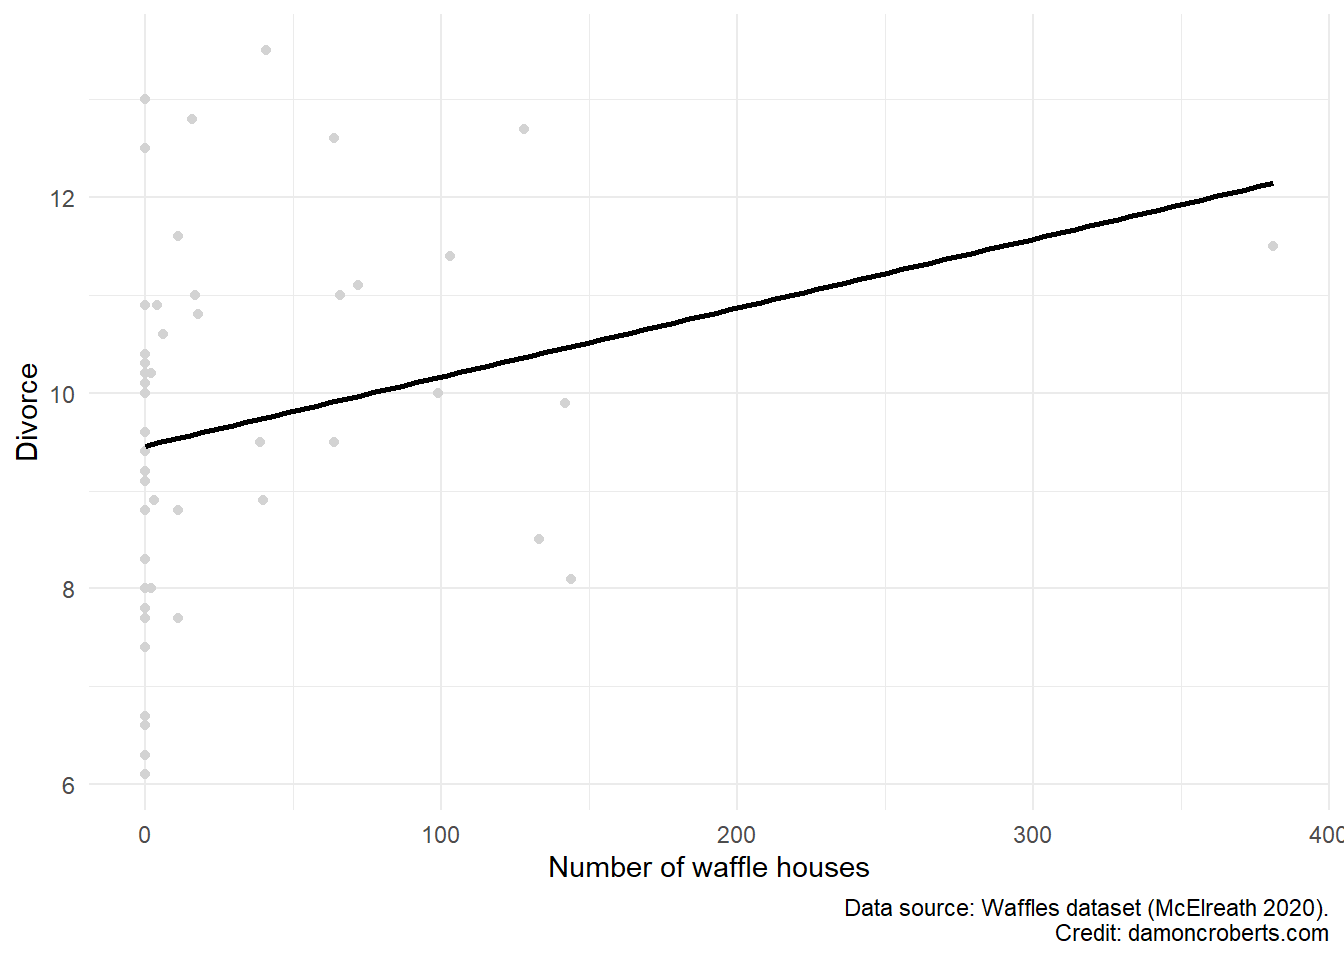 12
10
8
6
Divorce
0 100 200 300 400
Number of waffle houses
Data source: Waffles dataset (McElreath 2020).
Credit: damoncroberts.com